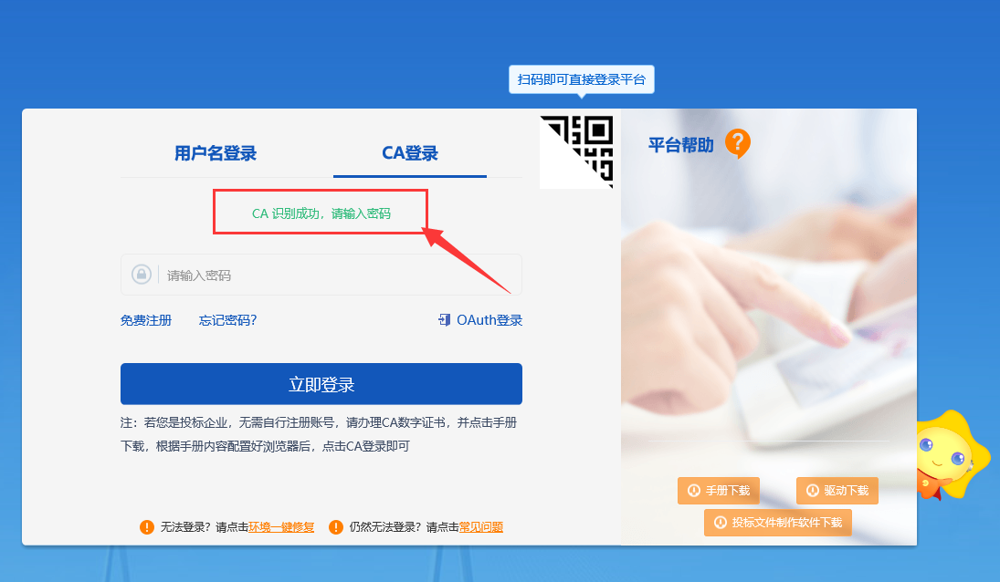 扫码即可直接登录平台
用户名登录
CA登录
平台帮助
CA 识别成功，请输入密码
请输入密码
免费注册
忘记密码?
OAuth登录
立即登录
注：若您是投标企业，无需自行注册账号，请办理CA数字证书，并点击手册
下载，根据手册内容配置好浏览器后，点击CA登录即可
手册下载
驱动下载
投标文件制作软件下载
无法登录？请点击环境一键修复
仍然无法登录？请点击常见问题